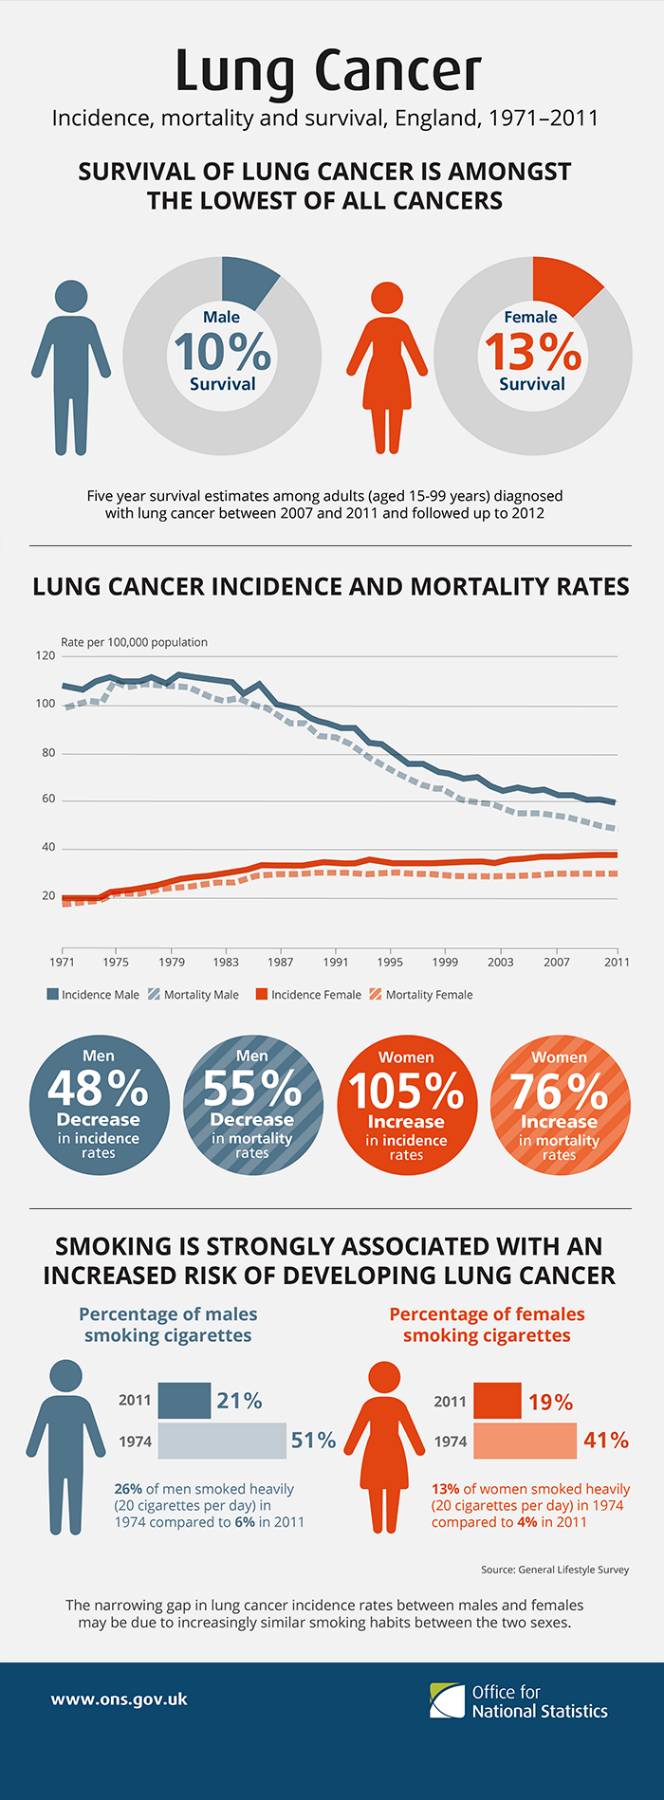 Lung Cancer
Incidence, mortality and survival, England, 1971–2011
SURVIVAL OF LUNG CANCER IS AMONGST
THE LOWEST OF ALL CANCERS
Male
10%
Survival
Female
13%
Survival
Five year survival estimates among adults (aged 15-99 years) diagnosed
with lung cancer between 2007 and 2011 and followed up to 2012
LUNG CANCER INCIDENCE AND MORTALITY RATES
Rate per 100,000 population
120
100
80
60
40
20
1971 1975 1979 1983 1987 1991 1995 1999 2003 2007 2011
Incidence Male Mortality Male Incidence Female Mortality Female
Men
48%
Decrease
in incidence
rates
Men
55%
Decrease
in mortality
rates
Women
105%
Increase
in incidence
rates
Women
76%
Increase
in mortality
rates
SMOKING IS STRONGLY ASSOCIATED WITH AN
INCREASED RISK OF DEVELOPING LUNG CANCER
Percentage of males
smoking cigarettes
2011 21%
1974 51%
26% of men smoked heavily
(20 cigarettes per day) in
1974 compared to 6% in 2011
Percentage of females
smoking cigarettes
2011 19%
1974 41%
13% of women smoked heavily
(20 cigarettes per day) in 1974
compared to 4% in 2011
Source: General Lifestyle Survey
The narrowing gap in lung cancer incidence rates between males and females
may be due to increasingly similar smoking habits between the two sexes.
www.ons.gov.uk
Office for
National Statistics